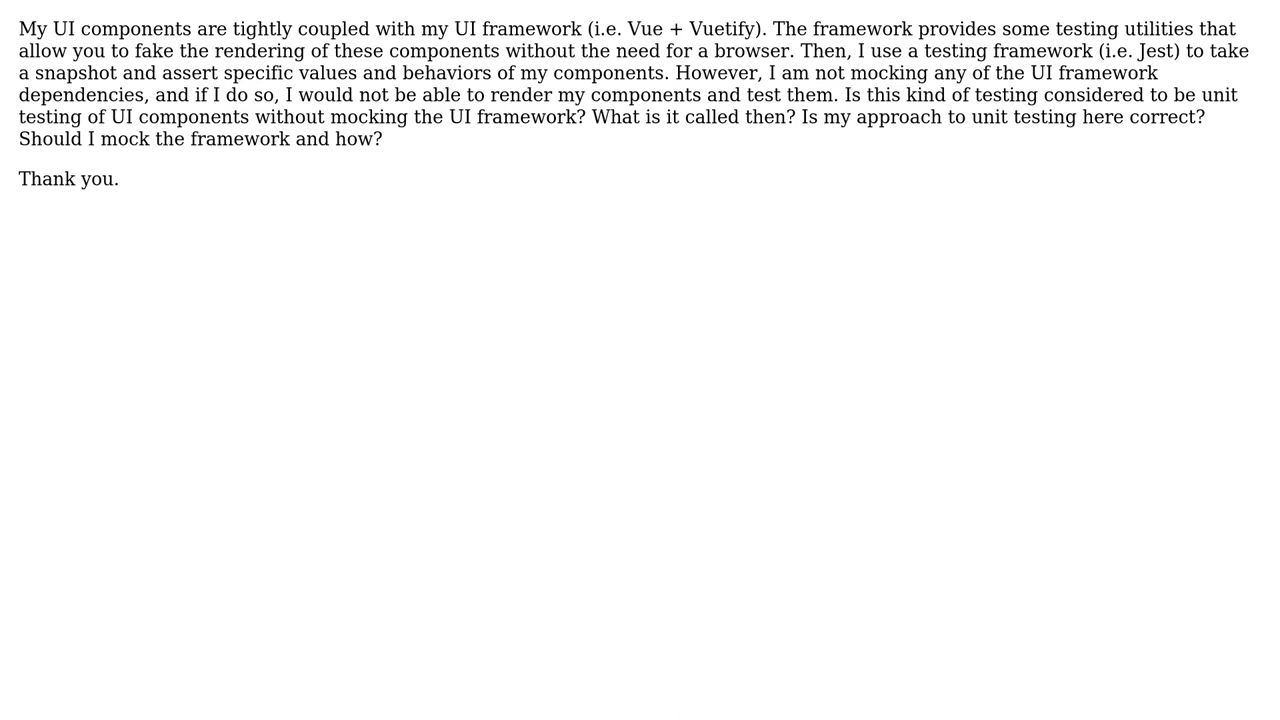 My UI components are tightly coupled with my UI framework (i.e. Vue + Vuetify). The framework provides some testing utilities that
allow you to fake the rendering of these components without the need for a browser. Then, I use a testing framework (i.e. Jest) to take
a snapshot and assert specific values and behaviors of my components. However, I am not mocking any of the UI framework
dependencies, and if I do so, I would not be able to render my components and test them. Is this kind of testing considered to be unit
testing of UI components without mocking the UI framework? What is it called then? Is my approach to unit testing here correct?
Should I mock the framework and how?
Thank you.